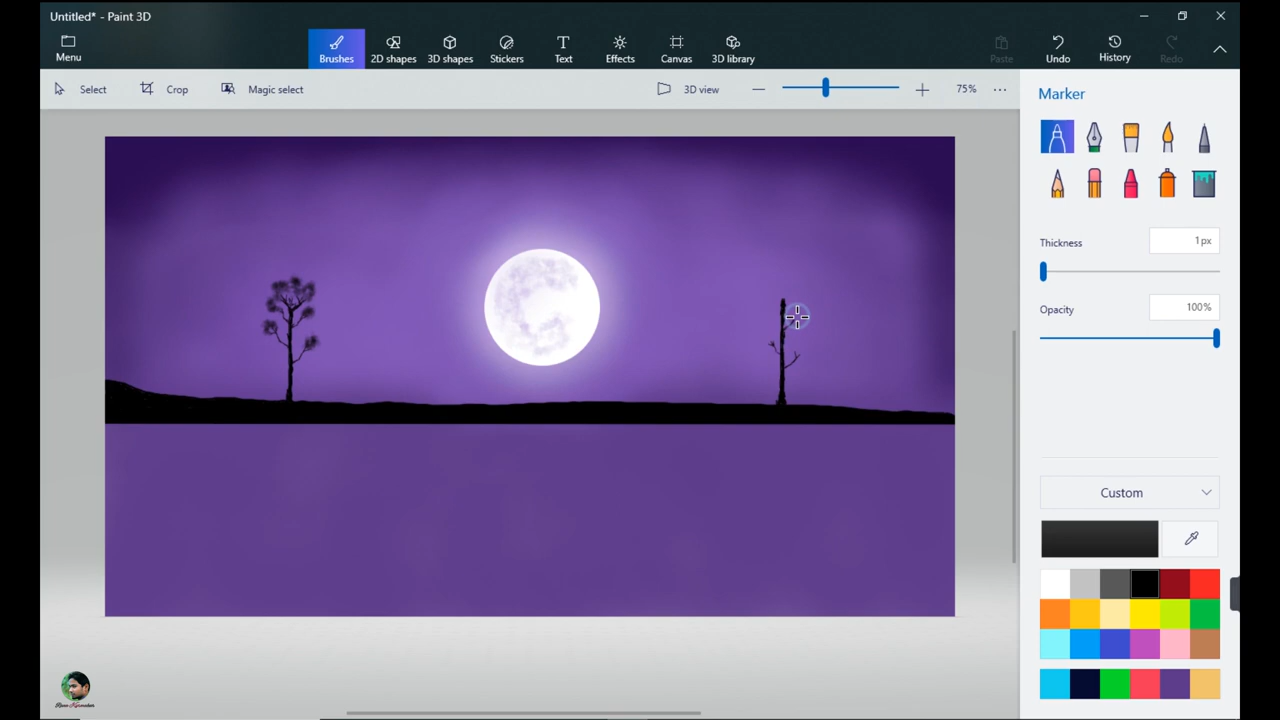 Untitled* - Paint 3D
Menu
Brushes
2D shapes
3D shapes
Stickers
Text
Effects
Canvas
3D library
Paste
Undo
History
Redo
Select
Crop
Magic select
3D view
75%
Marker
Thickness
1px
Opacity
100%
Custom